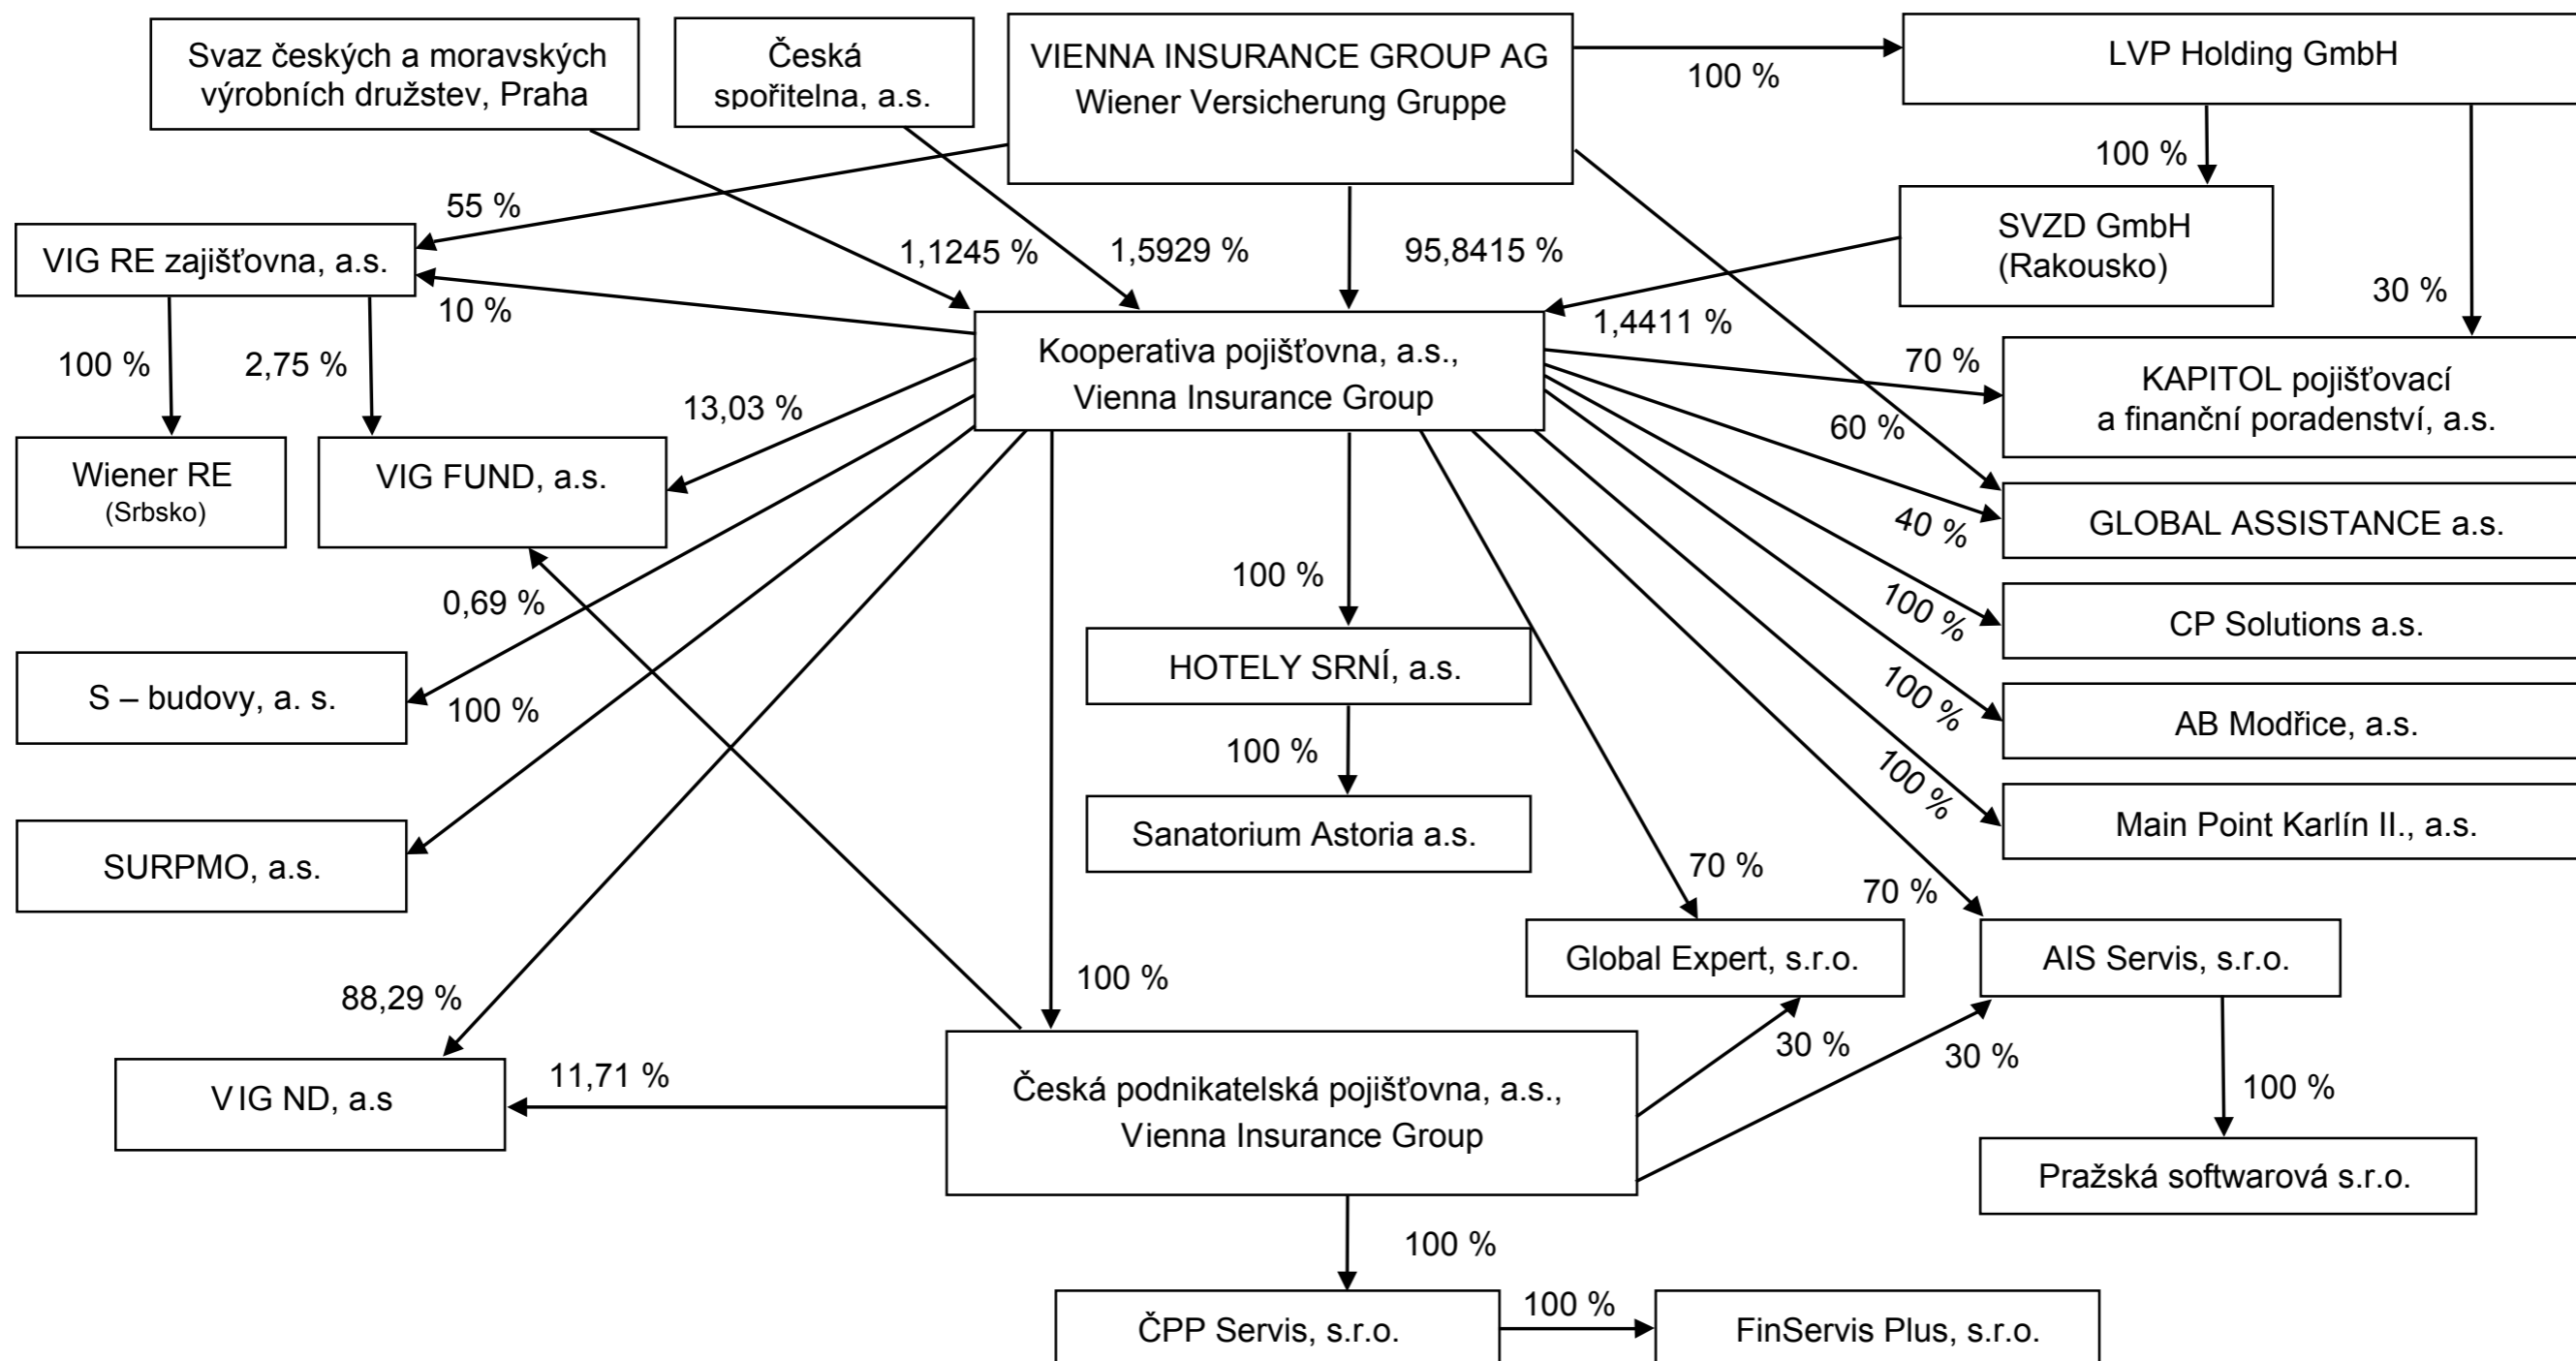 Svaz českých a moravských
výrobních družstev, Praha
Česká
spořitelna, a.s.
VIENNA INSURANCE GROUP AG
Wiener Versicherung Gruppe
100 %
LVP Holding GmbH
100 %
55 %
VIG RE zajišťovna, a.s.
1,1245 %
1,5929 %
95,8415 %
SVZD GmbH
(Rakousko)
30 %
10 %
1,4411 %
100 %
2,75 %
Kooperativa pojišťovna, a.s.,
Vienna Insurance Group
70 %
KAPITOL pojišťovací
a finanční poradenství, a.s.
13,03 %
60 %
Wiener RE
(Srbsko)
VIG FUND, a.s.
40 %
GLOBAL ASSISTANCE a.s.
100 %
0,69 %
100 %
CP Solutions a.s.
S – budovy, a. s.
HOTELY SRNÍ, a.s.
100 %
100 %
AB Modřice, a.s.
100 %
100 %
Sanatorium Astoria a.s.
Main Point Karlín II., a.s.
SURPMO, a.s.
70 %
70 %
Global Expert, s.r.o.
AIS Servis, s.r.o.
88,29 %
100 %
30 %
30 %
11,71 %
VIG ND, a.s
Česká podnikatelská pojišťovna, a.s.,
Vienna Insurance Group
100 %
Pražská softwarová s.r.o.
100 %
ČPP Servis, s.r.o.
100 %
FinServis Plus, s.r.o.